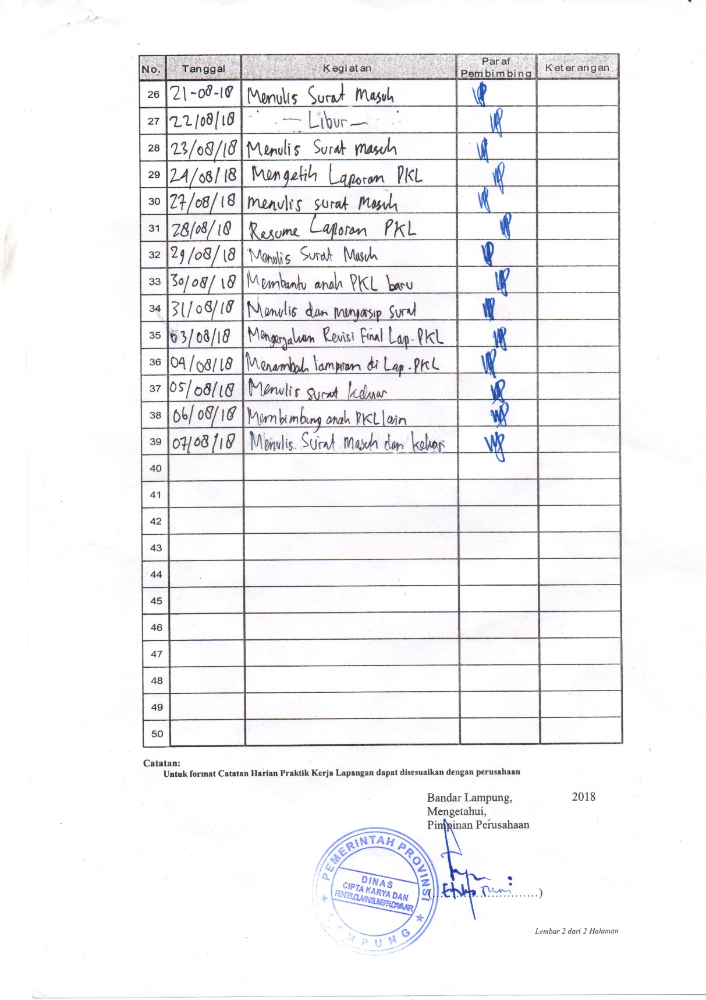 No. Tanggal Kegiatan Paraf Pembimbing Keterangan
26 21-08-18 Menulis Surat Masuk
27 22/08/18 — Libur —
28 23/08/18 Menulis Surat masuk
29 24/08/18 Mengetik Laporan PKL
30 27/08/18 menulis surat Masuk
31 28/08/18 Resume Laporan PKL
32 29/08/18 Menulis Surat Masuk
33 30/08/18 Membantu anak PKL baru
34 31/08/18 Menulis dan mengarsip surat
35 03/08/18 Mengerjakan Revisi Final Lap-PKL
36 04/08/18 Menambah lampiran di Lap-PKL
37 05/08/18 Menulis surat keluar
38 06/08/18 Membimbing anak PKL lain
39 07/08/18 Menulis Surat Masuk dan keluar
40
41
42
43
44
45
46
47
48
49
50
Catatan:
Untuk format Catatan Harian Praktik Kerja Lapangan dapat disesuaikan dengan perusahaan
Bandar Lampung, 2018
Mengetahui,
Pimpinan Perusahaan
PEMERINTAH PROVINSI
DINAS
CIPTA KARYA DAN
PENGELOLAAN SUMBER DAYA AIR
LAMPUNG
Lembar 2 dari 2 Halaman